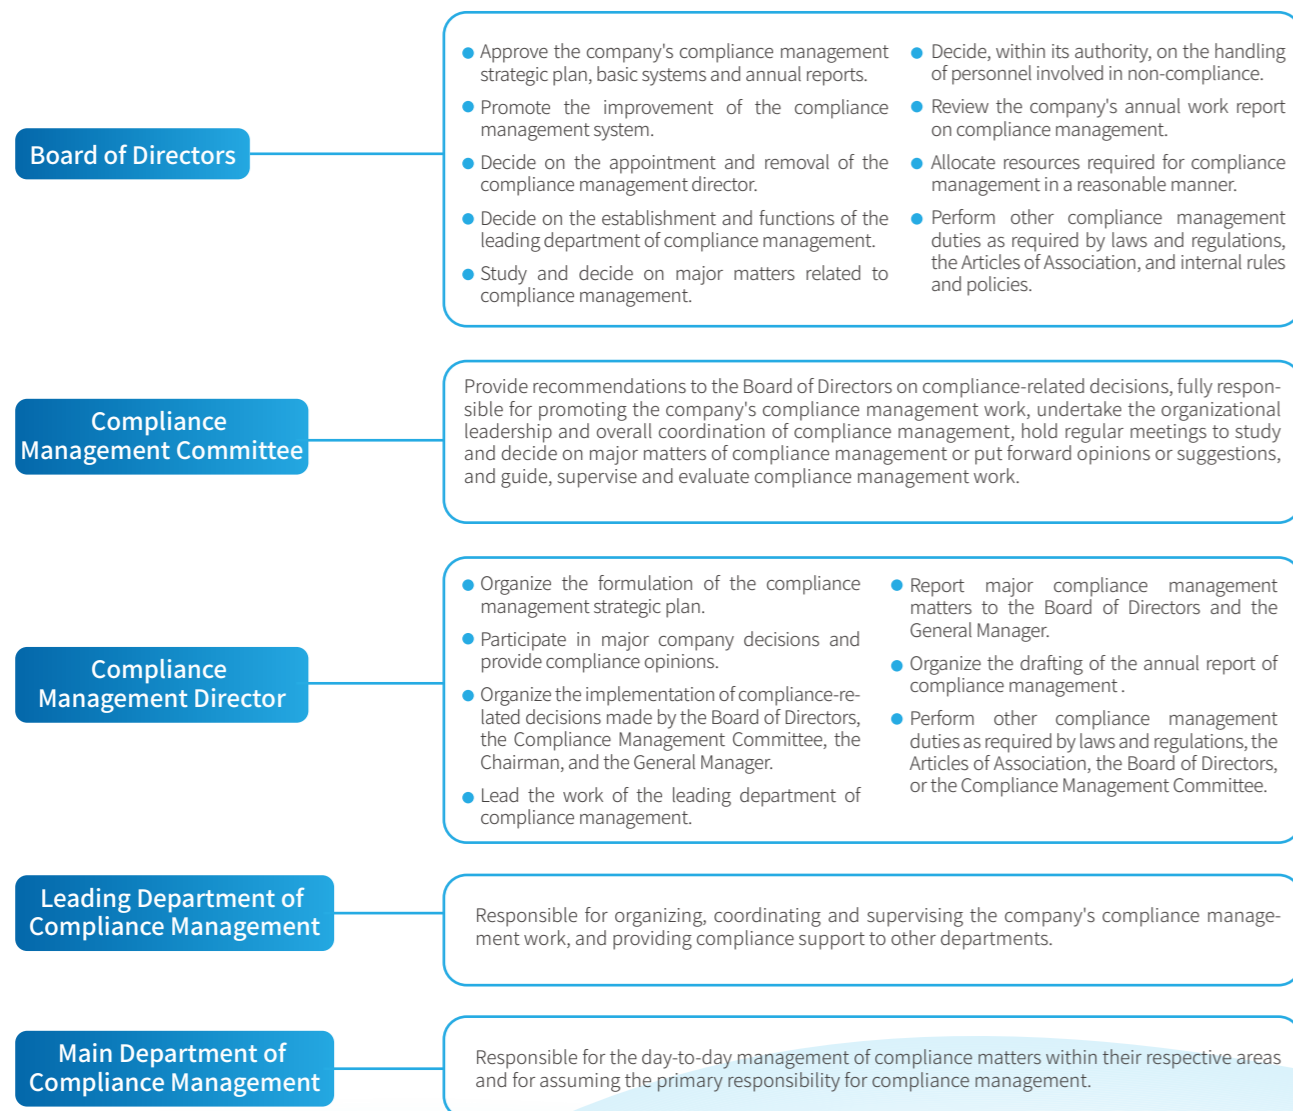 Board of Directors
Approve the company's compliance management
strategic plan, basic systems and annual reports.
Promote the improvement of the compliance
management system.
Decide on the appointment and removal of the
compliance management director.
Decide on the establishment and functions of the
leading department of compliance management.
Study and decide on major matters related to
compliance management.
Decide, within its authority, on the handling
of personnel involved in non-compliance.
Review the company's annual work report
on compliance management.
Allocate resources required for compliance
management in a reasonable manner.
Perform other compliance management
duties as required by laws and regulations,
the Articles of Association, and internal rules
and policies.
Compliance
Management Committee
Provide recommendations to the Board of Directors on compliance-related decisions, fully respon-
sible for promoting the company's compliance management work, undertake the organizational
leadership and overall coordination of compliance management, hold regular meetings to study
and decide on major matters of compliance management or put forward opinions or suggestions,
and guide, supervise and evaluate compliance management work.
Compliance
Management Director
Organize the formulation of the compliance
management strategic plan.
Participate in major company decisions and
provide compliance opinions.
Organize the implementation of compliance-re-
lated decisions made by the Board of Directors,
the Compliance Management Committee, the
Chairman, and the General Manager.
Lead the work of the leading department of
compliance management.
Report major compliance management
matters to the Board of Directors and the
General Manager.
Organize the drafting of the annual report of
compliance management .
Perform other compliance management
duties as required by laws and regulations, the
Articles of Association, the Board of Directors,
or the Compliance Management Committee.
Leading Department of
Compliance Management
Responsible for organizing, coordinating and supervising the company's compliance manage-
ment work, and providing compliance support to other departments.
Main Department of
Compliance Management
Responsible for the day-to-day management of compliance matters within their respective areas
and for assuming the primary responsibility for compliance management.